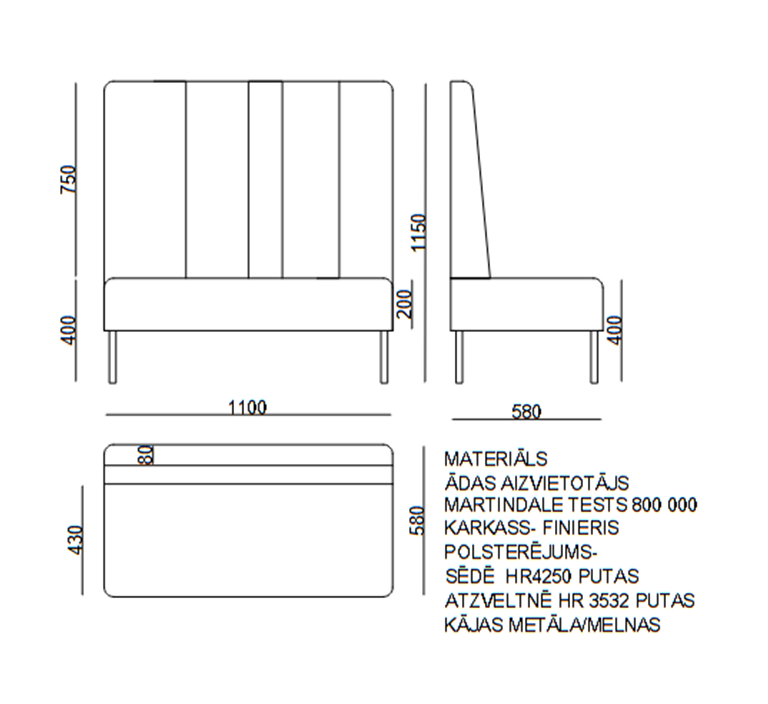 750
1150
200
400
400
1100
580
80
580
430
MATERIĀLS
ĀDAS AIZVIETOTĀJS
MARTINDALE TESTS 800 000
KARKASS- FINIERIS
POLSTERĒJUMS-
SĒDĒ HR4250 PUTAS
ATZVELTNĒ HR 3532 PUTAS
KĀJAS METĀLA/MELNAS